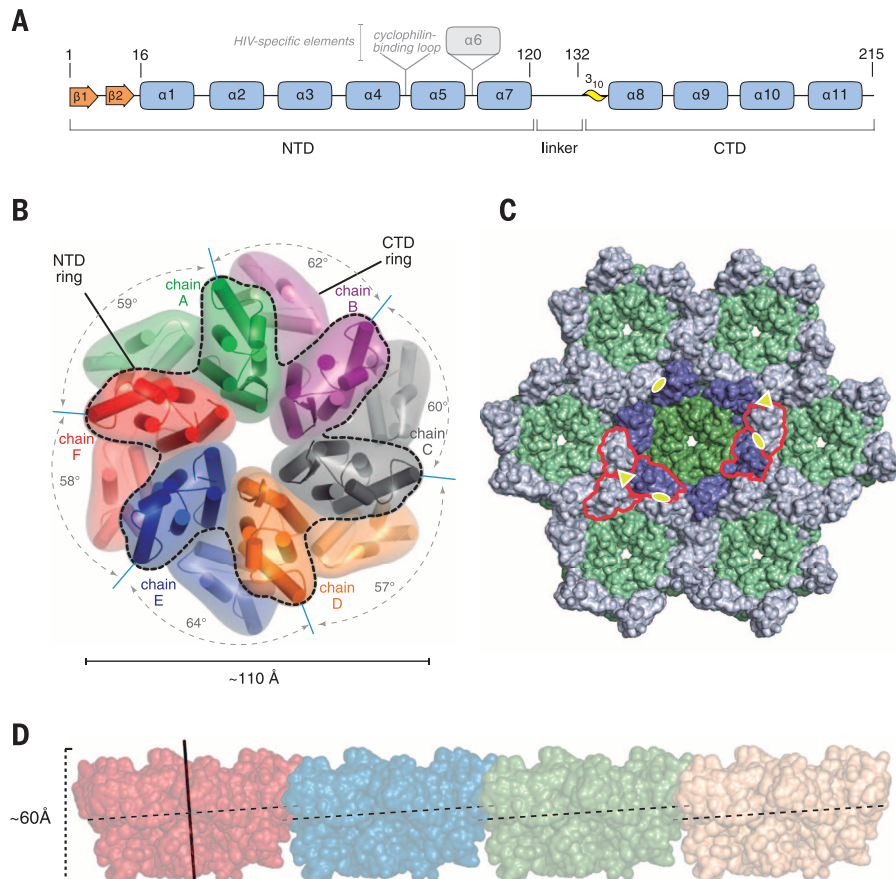 A
HIV-specific elements
cyclophilin-
binding loop
α6
1
16
120
132
215
β1
β2
α1
α2
α3
α4
α5
α7
3₁₀
α8
α9
α10
α11
NTD
linker
CTD
B
NTD
ring
CTD
ring
chain
A
chain
B
chain
C
chain
D
chain
E
chain
F
59°
62°
60°
57°
64°
58°
~110 Å
C
D
~60Å